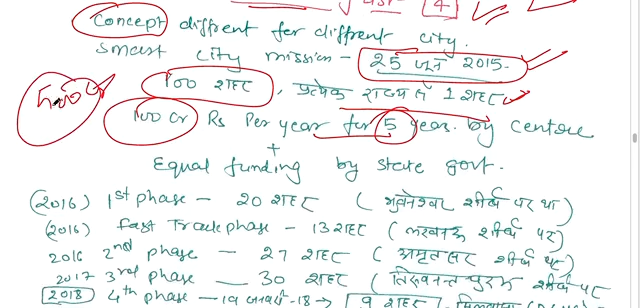 4
Concept diffrent for diffrent city.
Smart city mission - 25 जून 2015.
100 शहर, प्रत्येक राज्य से 1 शहर
100 cr Rs Per year for 5 year. by centre
+
Equal funding by state govt.
(2016) 1st phase - 20 शहर (भुवनेश्वर शीर्ष पर था)
(2016) Fast Track phase - 13 शहर (लखनऊ शीर्ष पर)
2016 2nd phase - 27 शहर (अमृतसर शीर्ष पर
2017 3rd phase - 30 शहर (तिरुवनन्तपुरम शीर्ष पर
2018 4th phase - 19 जनवरी-18 → 9 शहर